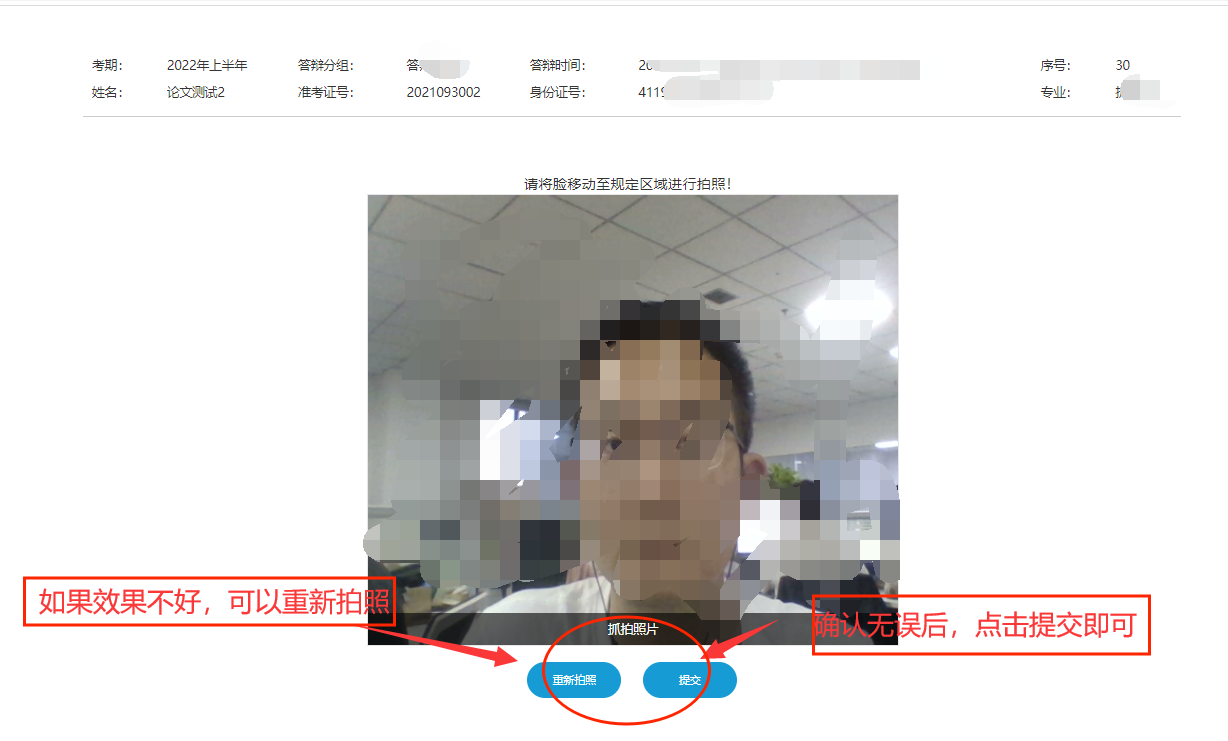 考期： 2022年上半年 答辩分组： 答 答辩时间： 20 序号： 30
姓名： 论文测试2 准考证号： 2021093002 身份证号： 411 专业：
请将脸移动至规定区域进行拍照！
如果效果不好，可以重新拍照
确认无误后，点击提交即可
抓拍照片
重新拍照 提交